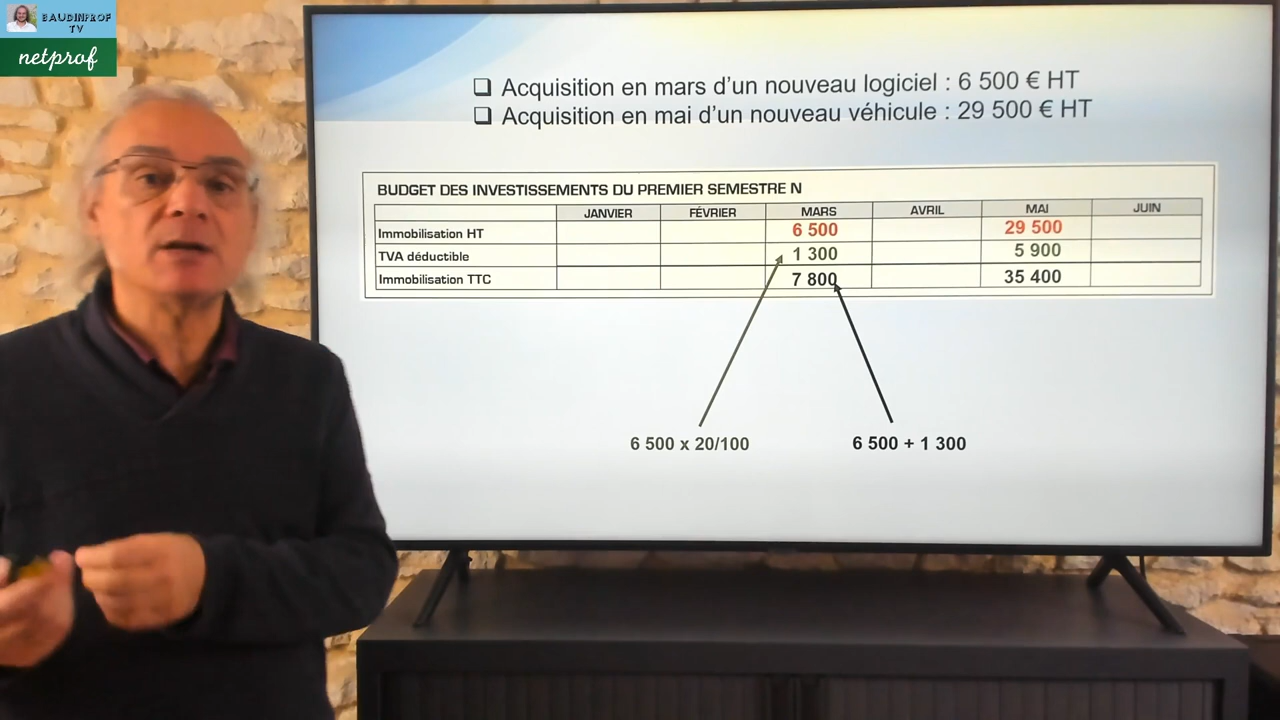 BAUDINPROF
TV
netprof
❑ Acquisition en mars d’un nouveau logiciel : 6 500 € HT
❑ Acquisition en mai d’un nouveau véhicule : 29 500 € HT
BUDGET DES INVESTISSEMENTS DU PREMIER SEMESTRE N
JANVIER FÉVRIER MARS AVRIL MAI JUIN
Immobilisation HT 6 500 29 500
TVA déductible 1 300 5 900
Immobilisation TTC 7 800 35 400
6 500 x 20/100 6 500 + 1 300